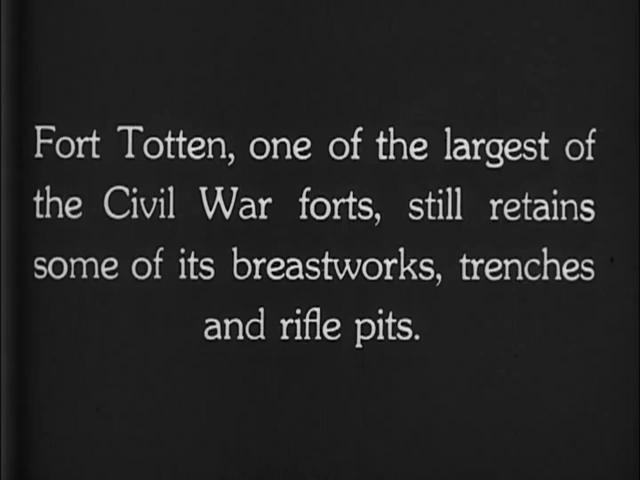 Fort Totten, one of the largest of
the Civil War forts, still retains
some of its breastworks, trenches
and rifle pits.